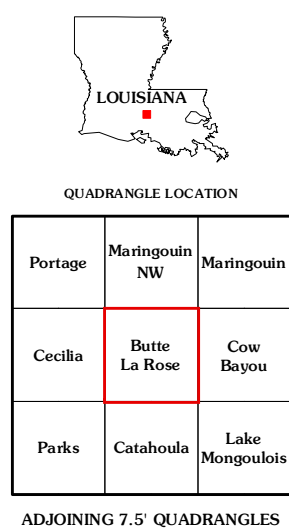 LOUISIANA
QUADRANGLE LOCATION
Portage
Maringouin
NW
Maringouin
Cecilia
Butte
La Rose
Cow
Bayou
Parks
Catahoula
Lake
Mongoulois
ADJOINING 7.5' QUADRANGLES